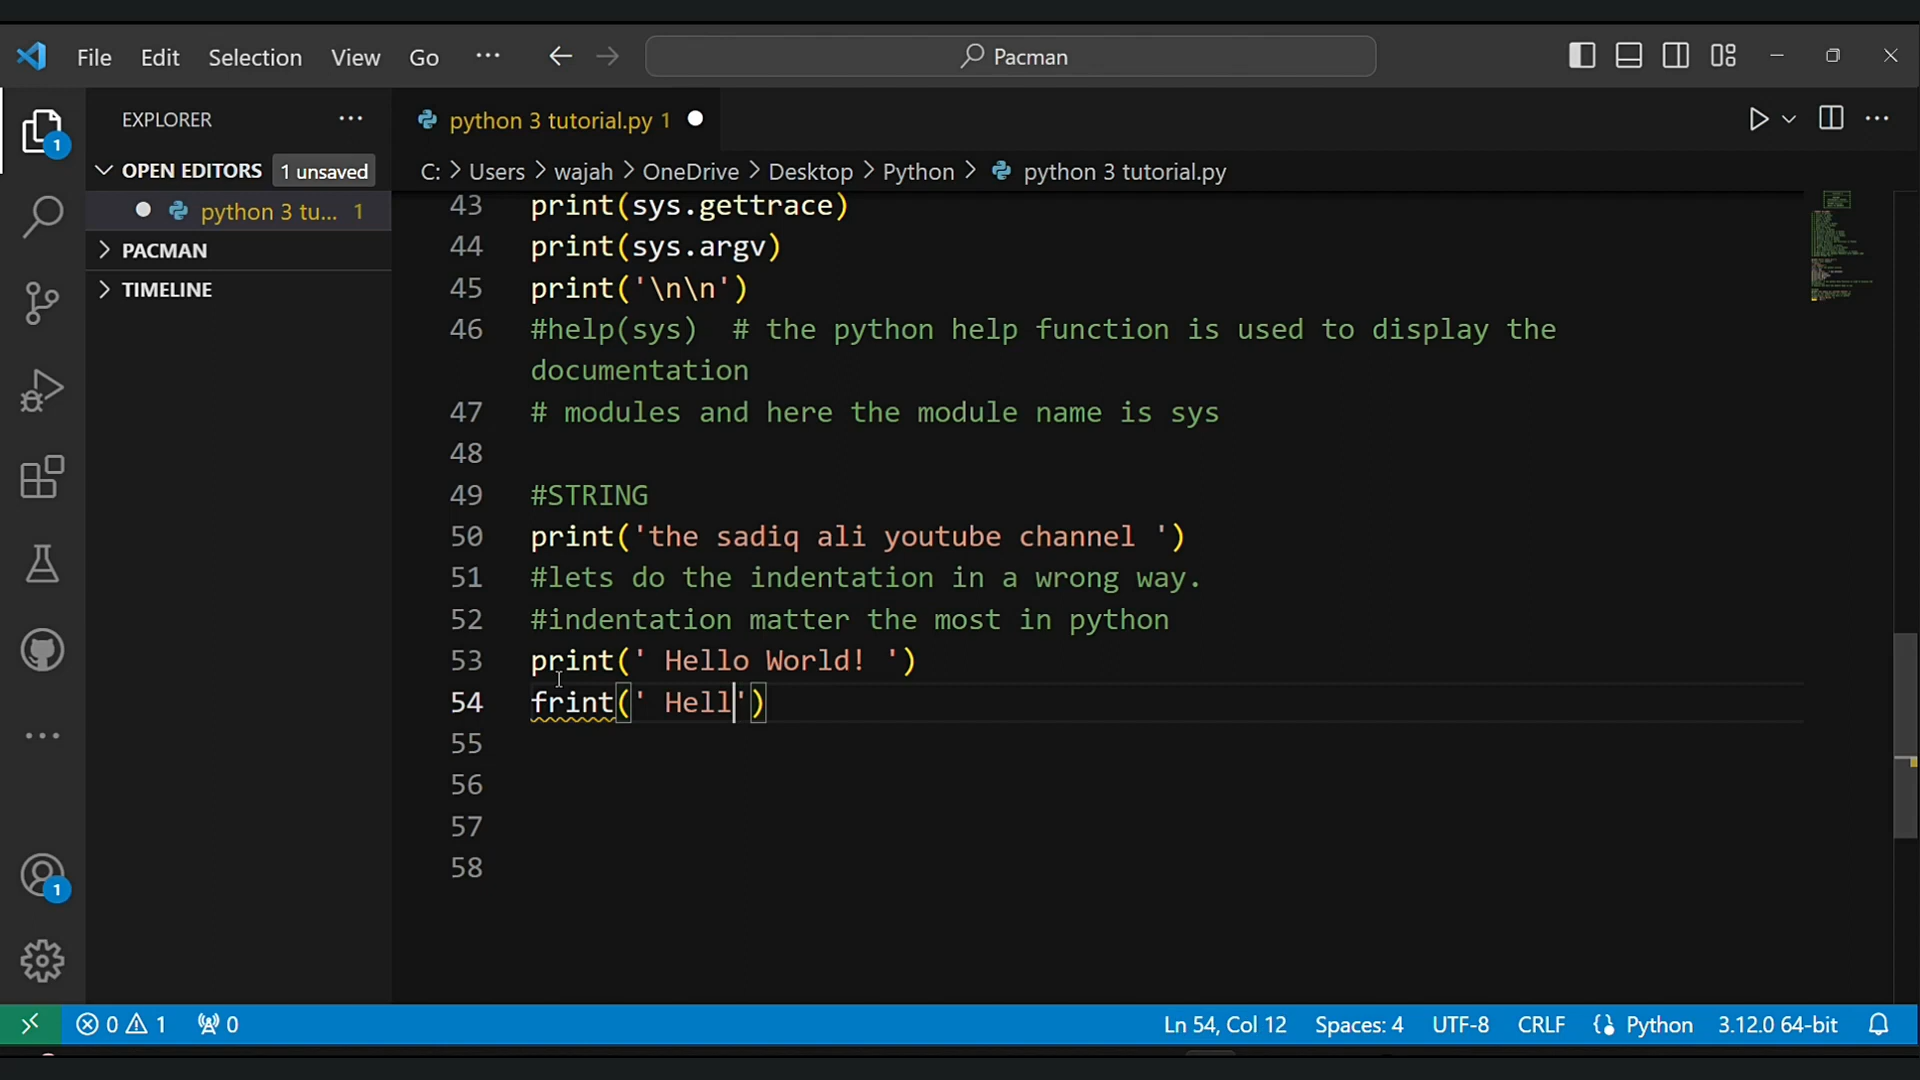 File Edit Selection View Go ··· Pacman
EXPLORER ···
python 3 tutorial.py 1
OPEN EDITORS 1 unsaved
C: > Users > wajah > OneDrive > Desktop > Python > python 3 tutorial.py
python 3 tu... 1
PACMAN
TIMELINE
1
43 print(sys.gettrace)
44 print(sys.argv)
45 print('\n\n')
46 #help(sys)  # the python help function is used to display the
documentation
47 # modules and here the module name is sys
48
49 #STRING
50 print('the sadiq ali youtube channel ')
51 #lets do the indentation in a wrong way.
52 #indentation matter the most in python
53 print(' Hello World! ')
54 frint(' Hell')
55
56
57
58
1
0 1 0 Ln 54, Col 12 Spaces: 4 UTF-8 CRLF Python 3.12.0 64-bit